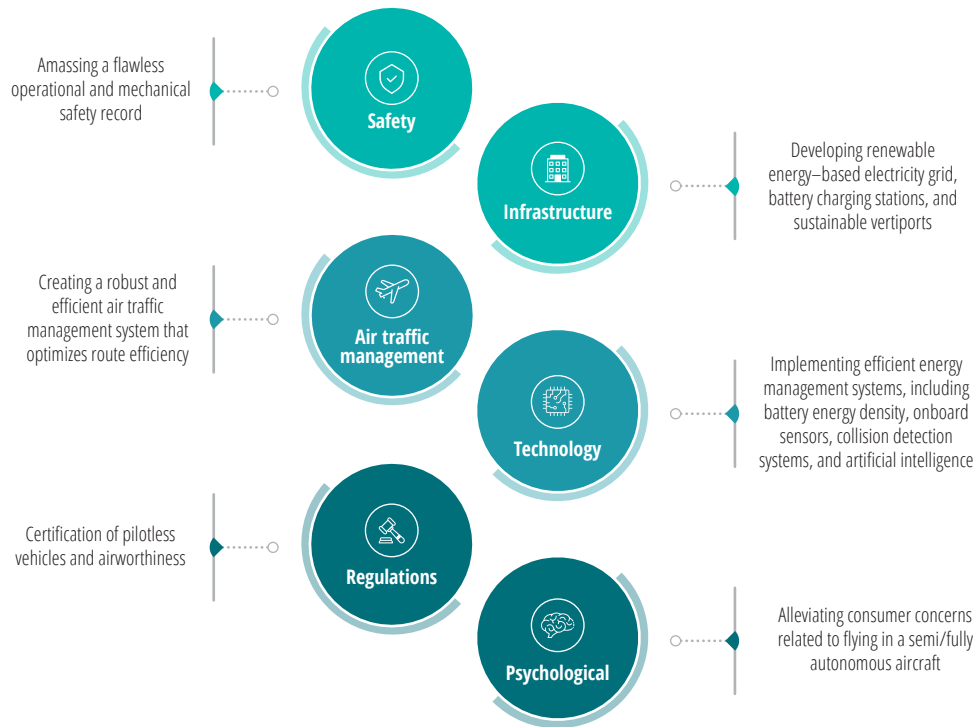 Amassing a flawless
operational and mechanical
safety record
Safety
Infrastructure
Developing renewable
energy–based electricity grid,
battery charging stations, and
sustainable vertiports
Creating a robust and
efficient air traffic
management system that
optimizes route efficiency
Air traffic
management
Technology
Implementing efficient energy
management systems, including
battery energy density, onboard
sensors, collision detection
systems, and artificial intelligence
Certification of pilotless
vehicles and airworthiness
Regulations
Psychological
Alleviating consumer concerns
related to flying in a semi/fully
autonomous aircraft